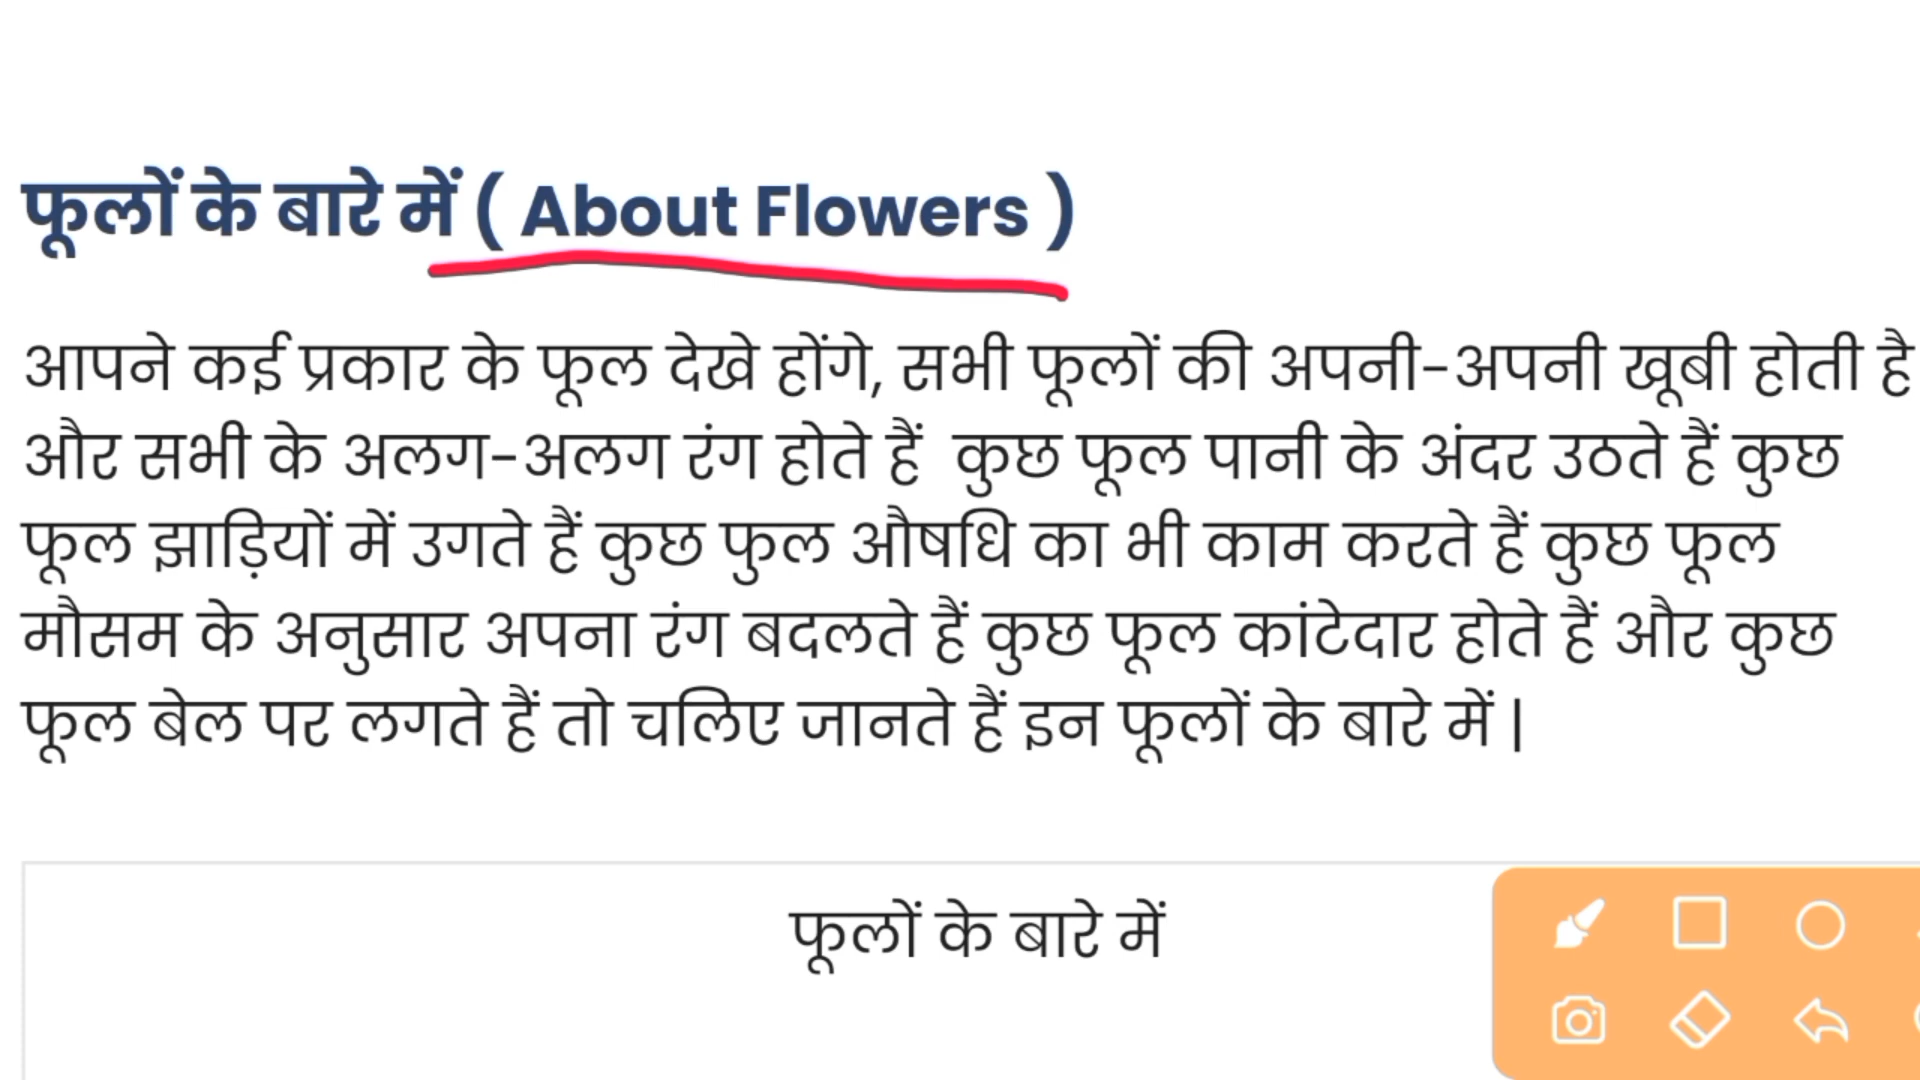 फूलों के बारे में ( About Flowers )
आपने कई प्रकार के फूल देखे होंगे, सभी फूलों की अपनी-अपनी खूबी होती है
और सभी के अलग-अलग रंग होते हैं कुछ फूल पानी के अंदर उठते हैं कुछ
फूल झाड़ियों में उगते हैं कुछ फुल औषधि का भी काम करते हैं कुछ फूल
मौसम के अनुसार अपना रंग बदलते हैं कुछ फूल कांटेदार होते हैं और कुछ
फूल बेल पर लगते हैं तो चलिए जानते हैं इन फूलों के बारे में |
फूलों के बारे में